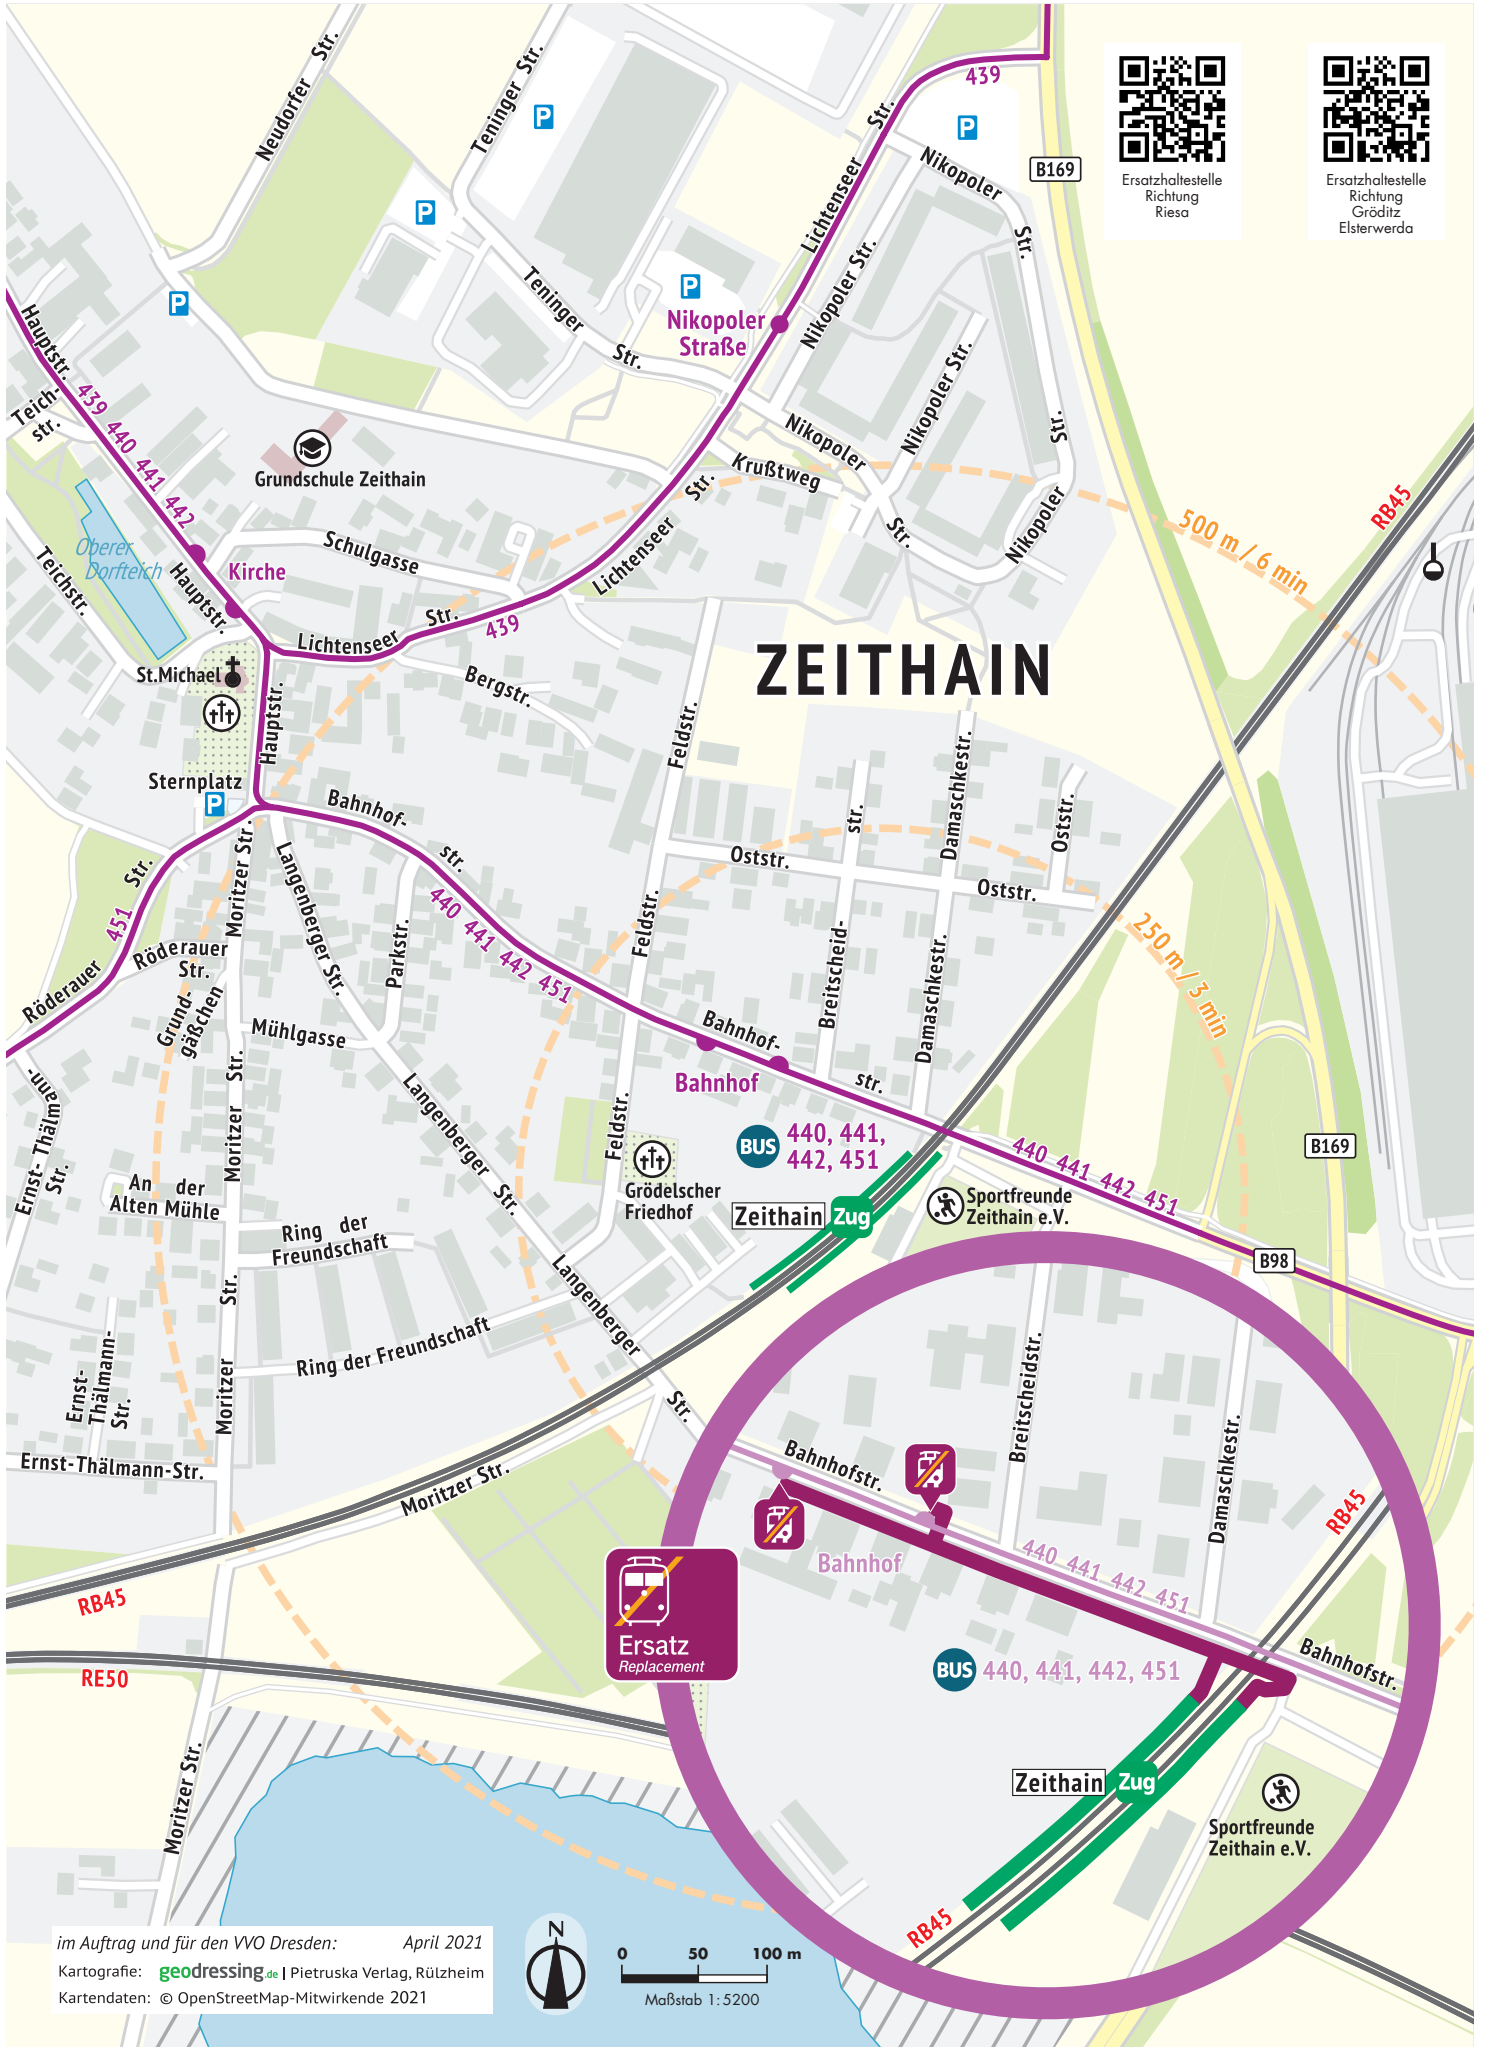 Neudorfer Str.
Teninger Str.
P
439
Lichtenseer Str.
P
Nikopoler Str.
B169
Ersatzhaltestelle
Richtung
Riesa
Ersatzhaltestelle
Richtung
Gröditz
Elsterwerda
P
P
P
Hauptstr.
Teninger Str.
Nikopoler
Straße
Nikopoler Str.
Nikopoler Str.
Str.
Teich-
str.
439 440 441 442
Grundschule Zeithain
Nikopoler Str.
Krußtweg
Nikopoler
500 m / 6 min
RB45
Oberer
Dorfteich
Teichstr.
Hauptstr.
Kirche
Schulgasse
Lichtenseer Str.
Lichtenseer Str.
439
St.Michael
Hauptstr.
Bergstr.
ZEITHAIN
Feldstr.
Sternplatz
P
Bahnhof-
str.
Oststr.
str.
Damaschkestr.
Oststr.
Oststr.
Moritzer Str.
Langenberger Str.
440 441 442 451
Str.
451
Röderauer
Röderauer
Str.
Grund-
gäßchen
Parkstr.
Feldstr.
Breitscheid-
Damaschkestr.
250 m / 3 min
Mühlgasse
Bahnhof-
str.
Bahnhof
Ernst- Thälmann-
Str.
Moritzer Str.
Langenberger Str.
Feldstr.
BUS
440, 441,
442, 451
440 441 442 451
B169
An der
Alten Mühle
Grödelscher
Friedhof
Zeithain
Zug
Sportfreunde
Zeithain e.V.
Ring der
Freundschaft
B98
Moritzer Str.
Langenberger Str.
Ring der Freundschaft
Ernst-
Thälmann-
Str.
Ernst-Thälmann-Str.
Moritzer Str.
Bahnhofstr.
Breitscheidstr.
Damaschkestr.
RB45
Bahnhof
440 441 442 451
RB45
Ersatz
Replacement
RE50
BUS
440, 441, 442, 451
Bahnhofstr.
Moritzer Str.
Zeithain
Zug
Sportfreunde
Zeithain e.V.
RB45
im Auftrag und für den VVO Dresden: April 2021
Kartografie: geodressing.de | Pietruska Verlag, Rülzheim
Kartendaten: © OpenStreetMap-Mitwirkende 2021
N
0 50 100 m
Maßstab 1:5200